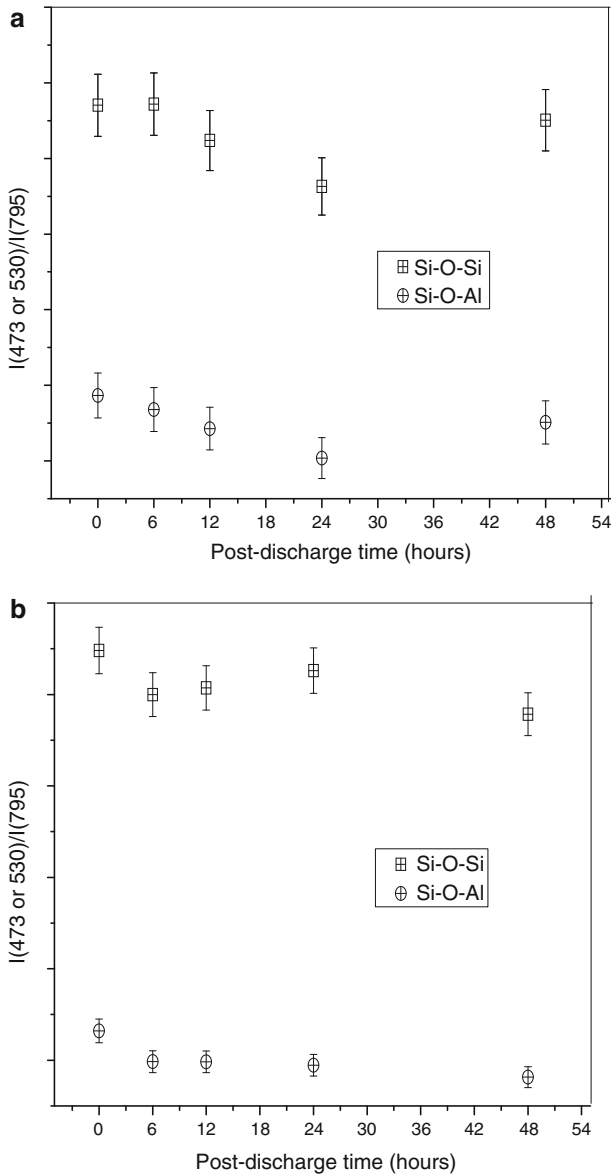 a
I(473 or 530)/I(795)
Si-O-Si
Si-O-Al
0 6 12 18 24 30 36 42 48 54
Post-discharge time (hours)
b
I(473 or 530)/I(795)
Si-O-Si
Si-O-Al
0 6 12 18 24 30 36 42 48 54
Post-discharge time (hours)